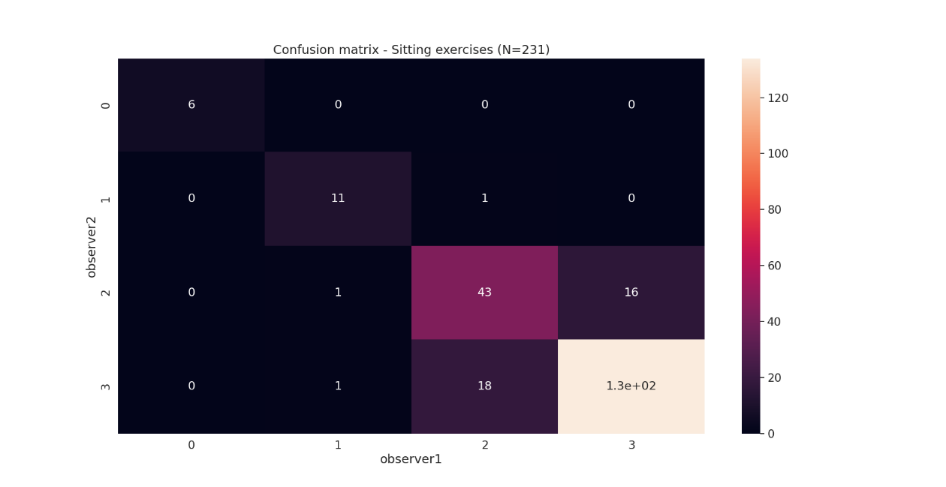 Confusion matrix - Sitting exercises (N=231)
observer2
0 6 0 0 0
1 0 11 1 0
2 0 1 43 16
3 0 1 18 1.3e+02
0 1 2 3
observer1
120
100
80
60
40
20
0